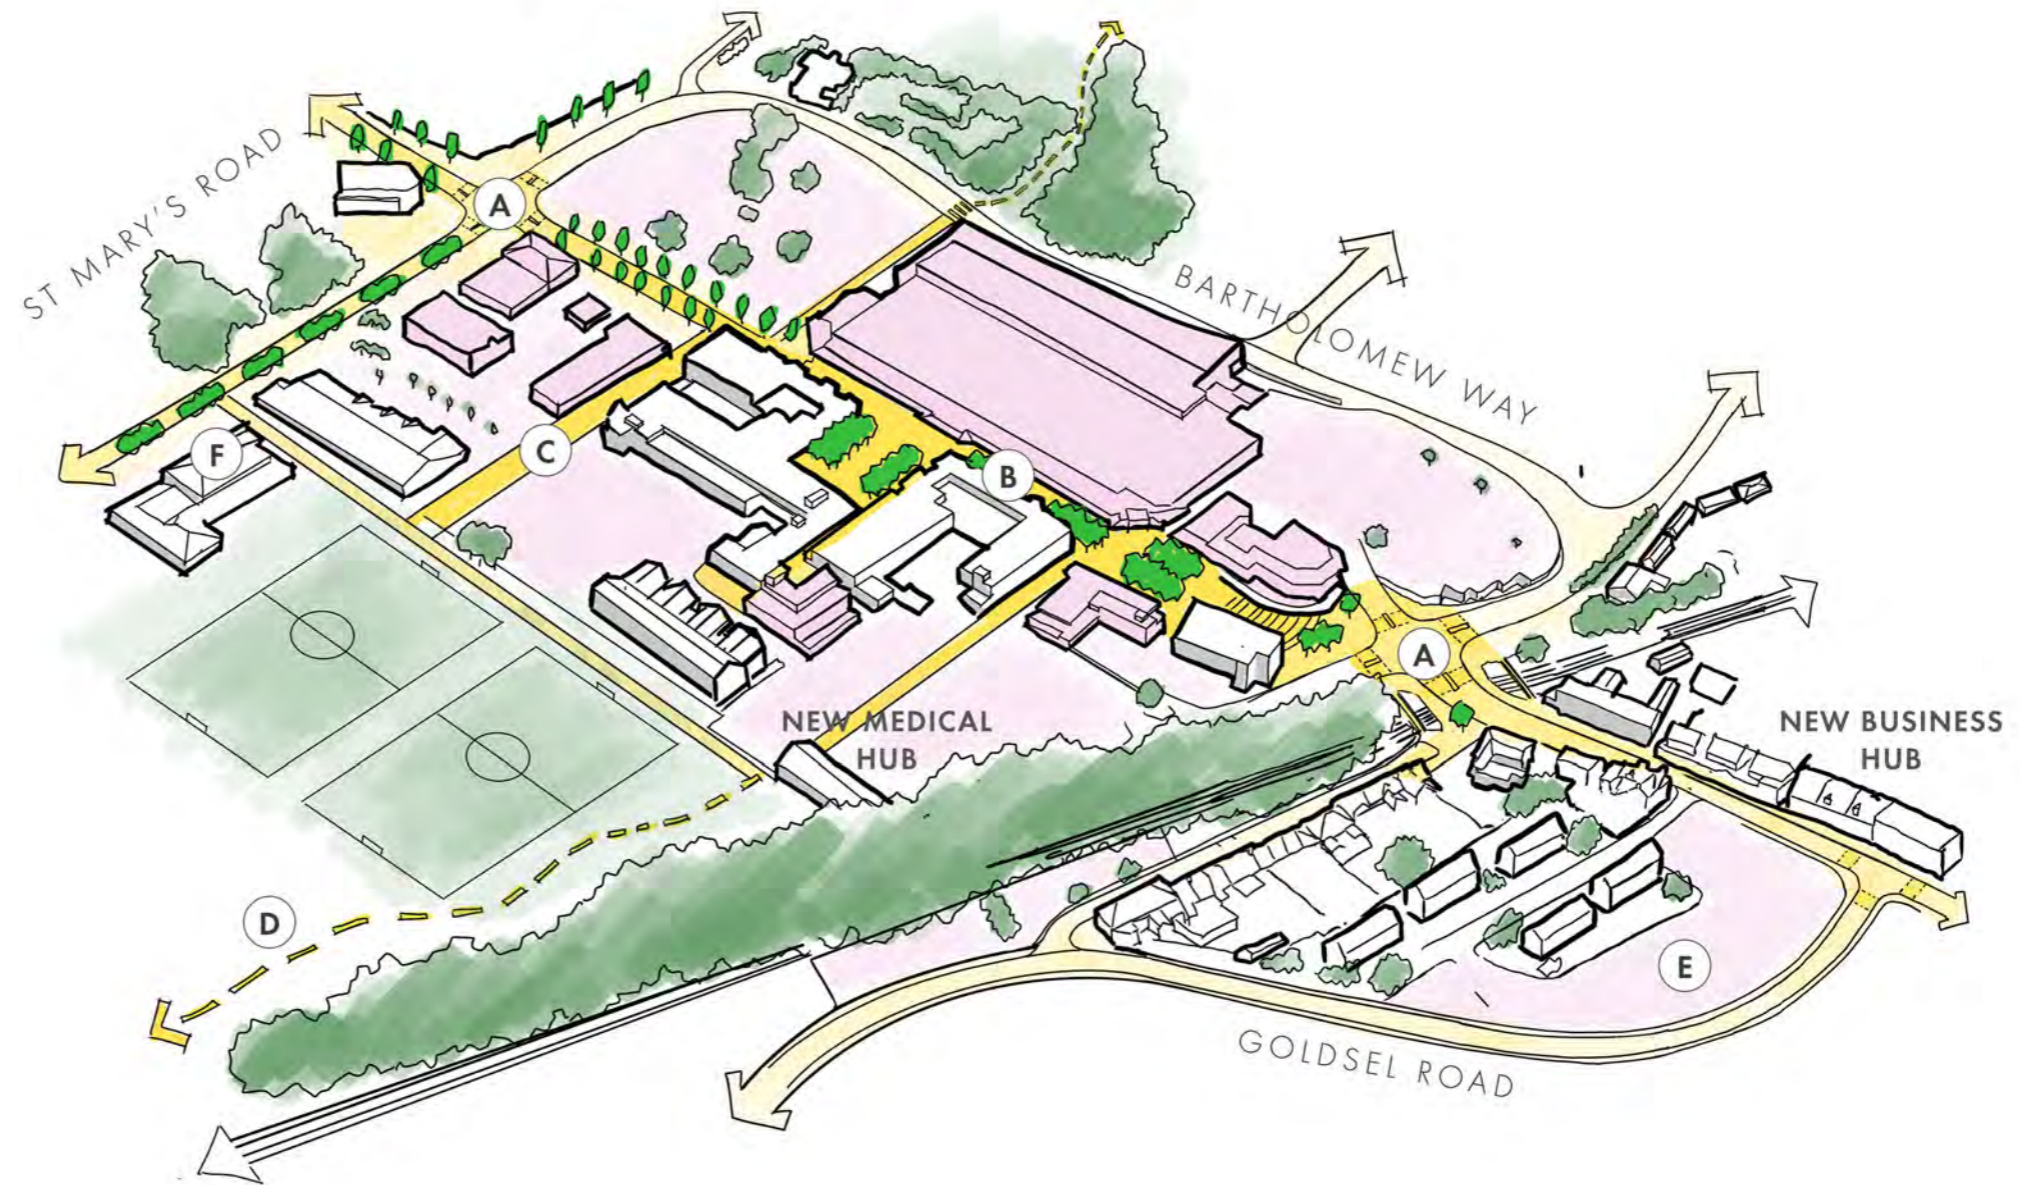 ST MARY'S ROAD
A
BARTHOLOMEW WAY
F
C
B
A
NEW MEDICAL
HUB
NEW BUSINESS
HUB
D
E
GOLDSEL ROAD